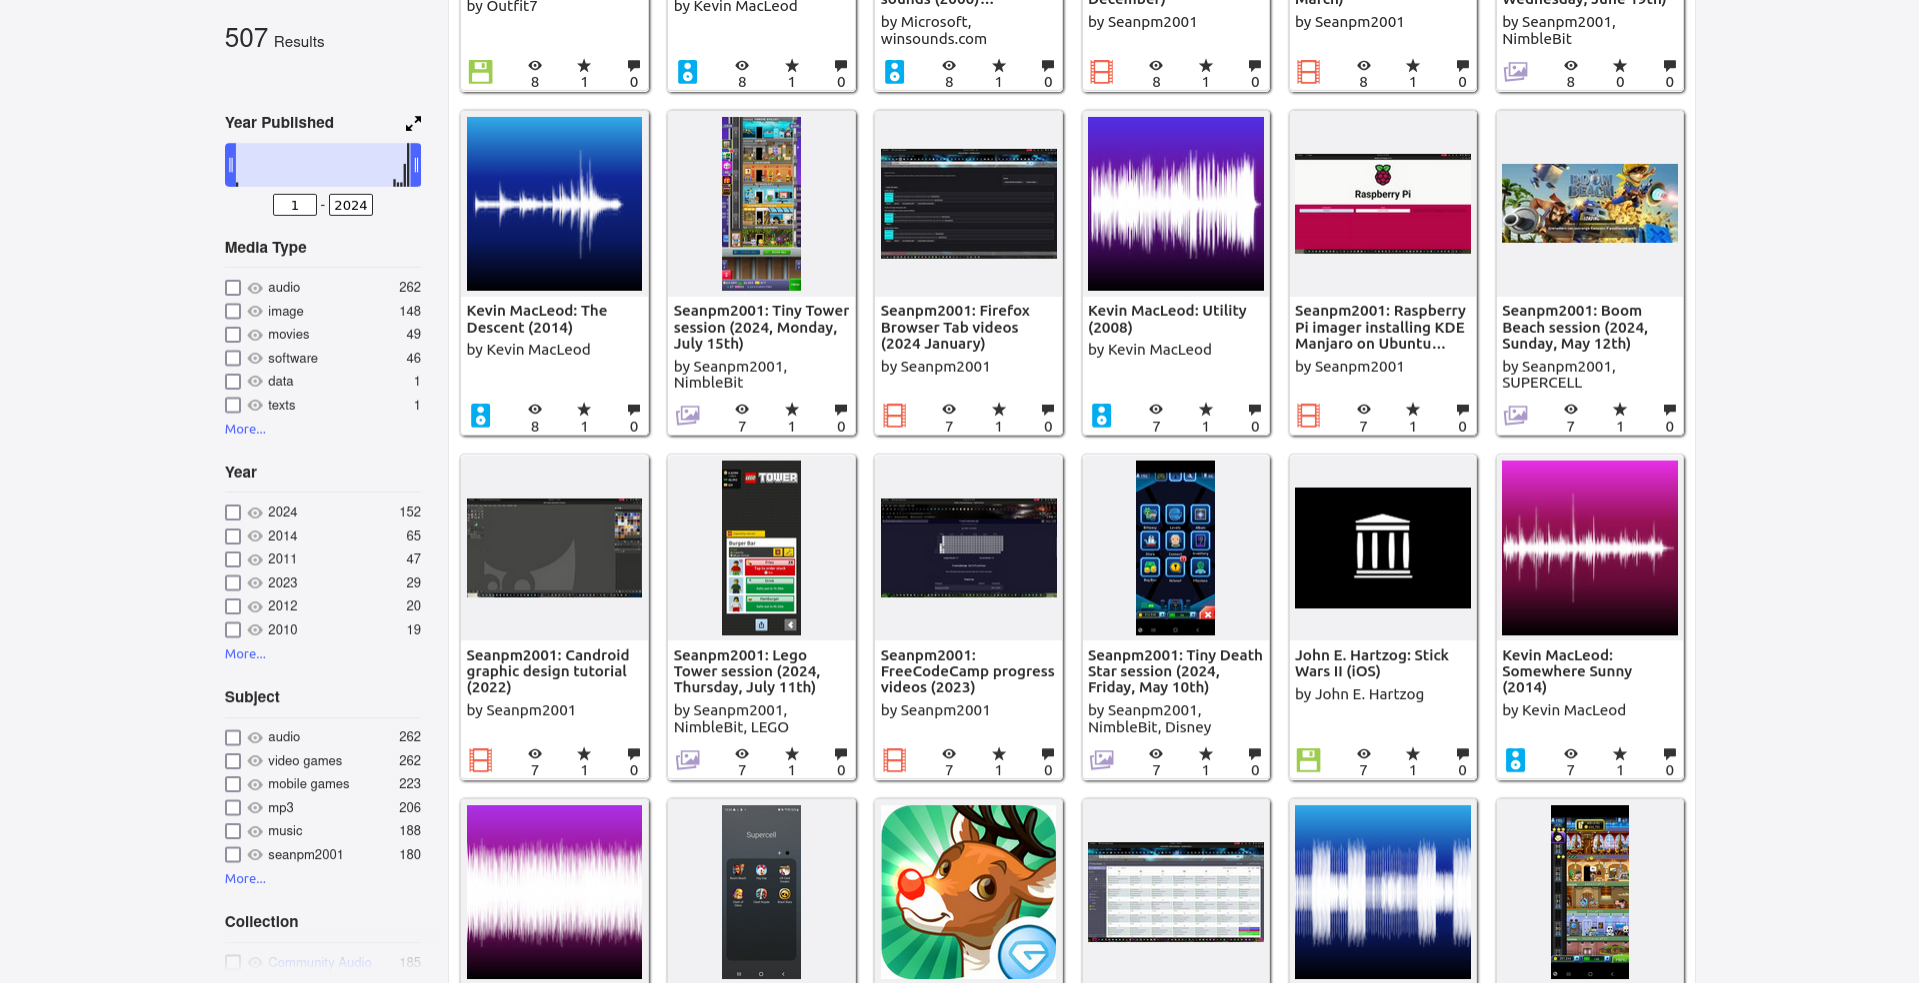 507 Results
Year Published
1 - 2024
Media Type
audio 262
image 148
movies 49
software 46
data 1
texts 1
More...
Year
2024 152
2014 65
2011 47
2023 29
2012 20
2010 19
More...
Subject
audio 262
video games 262
mobile games 223
mp3 206
music 188
seanpm2001 180
More...
Collection
Community Audio 185
by Outfit7
8 1 0
by Kevin MacLeod
8 1 0
by Microsoft,
winsounds.com
8 1 0
December)
by Seanpm2001
8 1 0
March)
by Seanpm2001
8 1 0
Wednesday, June 19th)
by Seanpm2001,
NimbleBit
8 0 0
Kevin MacLeod: The
Descent (2014)
by Kevin MacLeod
8 1 0
Seanpm2001: Tiny Tower
session (2024, Monday,
July 15th)
by Seanpm2001,
NimbleBit
7 1 0
Seanpm2001: Firefox
Browser Tab videos
(2024 January)
by Seanpm2001
7 1 0
Kevin MacLeod: Utility
(2008)
by Kevin MacLeod
7 1 0
Raspberry Pi
Seanpm2001: Raspberry
Pi imager installing KDE
Manjaro on Ubuntu...
by Seanpm2001
7 1 0
BOOM
BEACH
Seanpm2001: Boom
Beach session (2024,
Sunday, May 12th)
by Seanpm2001,
SUPERCELL
7 1 0
Seanpm2001: Candroid
graphic design tutorial
(2022)
by Seanpm2001
7 1 0
LEGO TOWER
Burger Bar
Seanpm2001: Lego
Tower session (2024,
Thursday, July 11th)
by Seanpm2001,
NimbleBit, LEGO
7 1 0
Seanpm2001:
FreeCodeCamp progress
videos (2023)
by Seanpm2001
7 1 0
Seanpm2001: Tiny Death
Star session (2024,
Friday, May 10th)
by Seanpm2001,
NimbleBit, Disney
7 1 0
John E. Hartzog: Stick
Wars II (iOS)
by John E. Hartzog
7 1 0
Kevin MacLeod:
Somewhere Sunny
(2014)
by Kevin MacLeod
7 1 0
Supercell